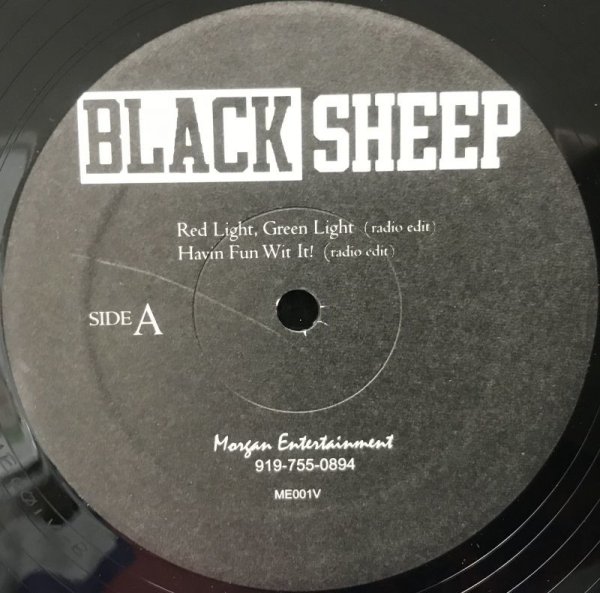 BLACK SHEEP
Red Light, Green Light (radio edit)
Havin Fun Wit It! (radio edit)
SIDE A
Morgan Entertainment
919-755-0894
ME001V